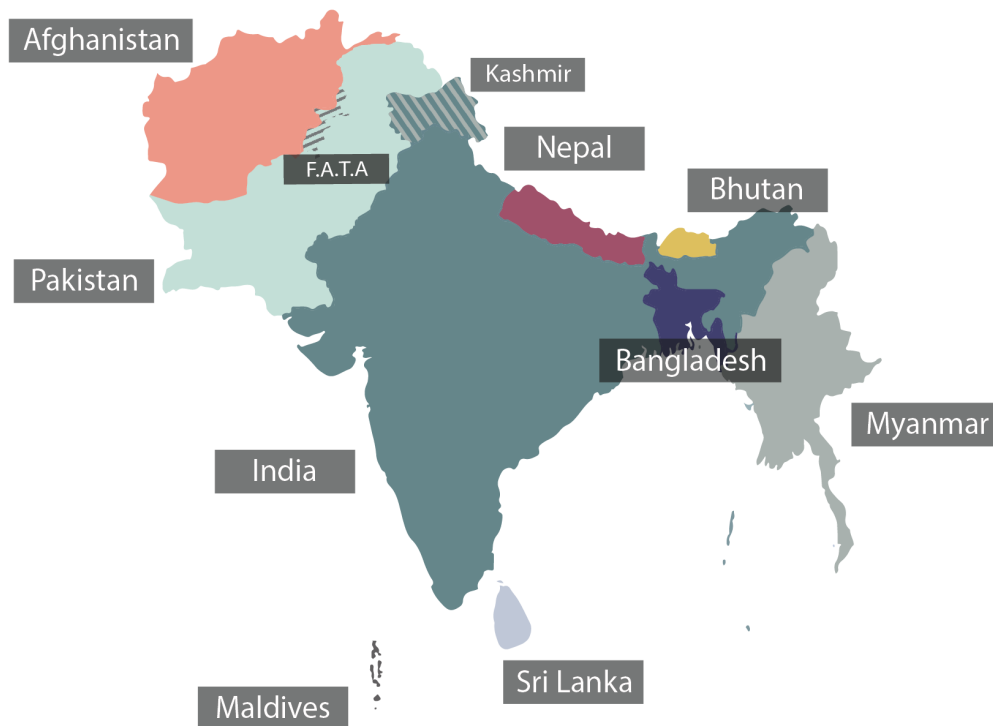 Afghanistan
Kashmir
Nepal
F.A.T.A
Bhutan
Pakistan
Bangladesh
Myanmar
India
Sri Lanka
Maldives